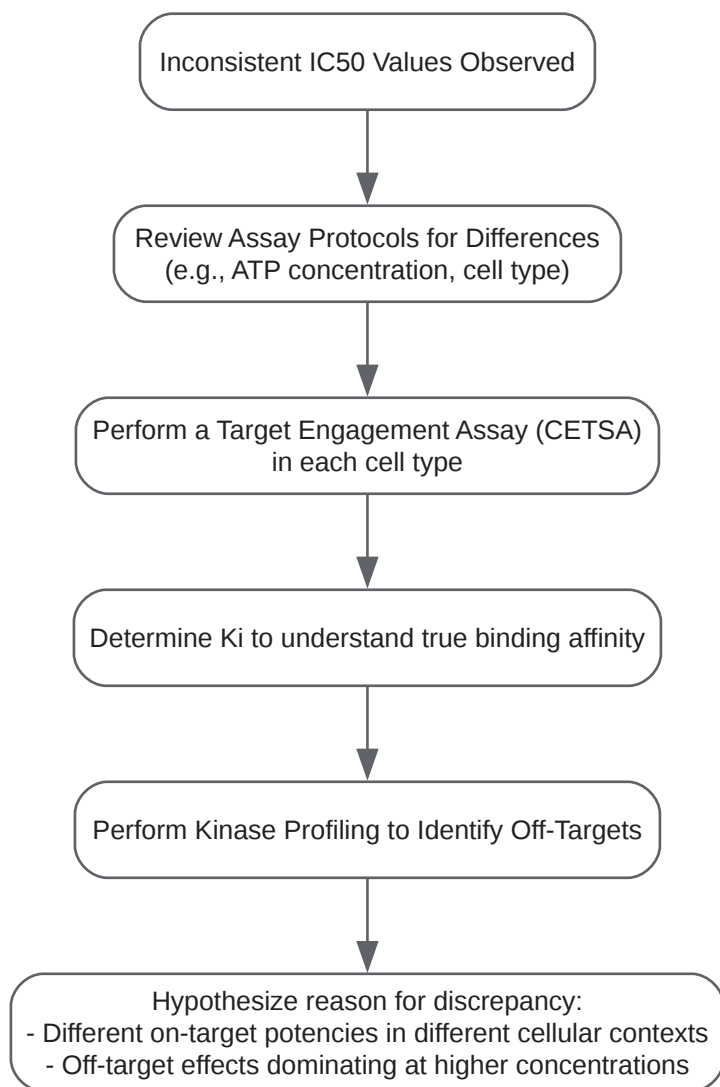 Inconsistent IC50 Values Observed
Review Assay Protocols for Differences
(e.g., ATP concentration, cell type)
Perform a Target Engagement Assay (CETSA)
in each cell type
Determine Ki to understand true binding affinity
Perform Kinase Profiling to Identify Off-Targets
Hypothesize reason for discrepancy:
- Different on-target potencies in different cellular contexts
- Off-target effects dominating at higher concentrations